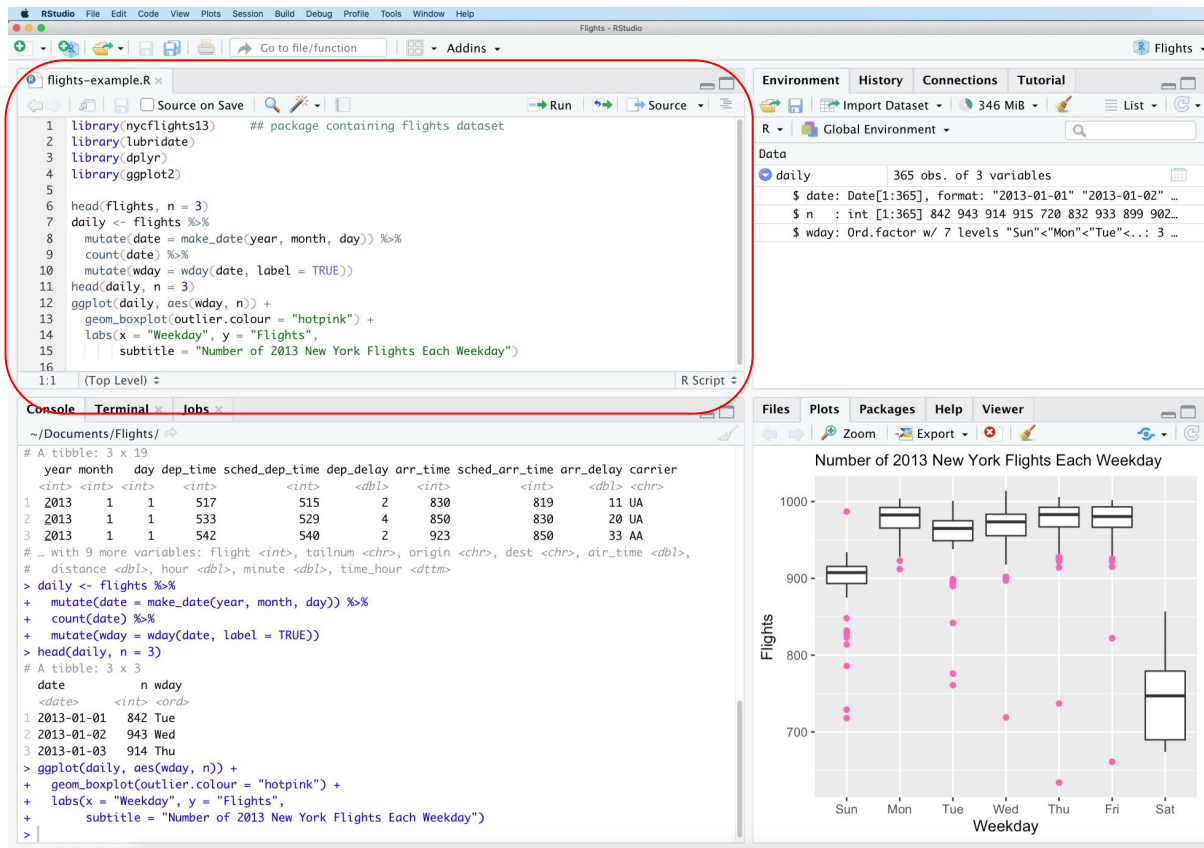 RStudio File Edit Code View Plots Session Build Debug Profile Tools Window Help
Flights - RStudio
Go to file/function Addins Flights
flights-example.R
Source on Save Run Source
1 library(nycflights13) ## package containing flights dataset
2 library(lubridate)
3 library(dplyr)
4 library(ggplot2)
5
6 head(flights, n = 3)
7 daily <- flights %>%
8 mutate(date = make_date(year, month, day)) %>%
9 count(date) %>%
10 mutate(wday = wday(date, label = TRUE))
11 head(daily, n = 3)
12 ggplot(daily, aes(wday, n)) +
13 geom_boxplot(outlier.colour = "hotpink") +
14 labs(x = "Weekday", y = "Flights",
15 subtitle = "Number of 2013 New York Flights Each Weekday")
16
1:1 (Top Level) R Script
Environment History Connections Tutorial
Import Dataset 346 MiB List
R Global Environment
Data
daily 365 obs. of 3 variables
$ date: Date[1:365], format: "2013-01-01" "2013-01-02" …
$ n : int [1:365] 842 943 914 915 720 832 933 899 902…
$ wday: Ord.factor w/ 7 levels "Sun"<"Mon"<"Tue"<..: 3 …
Console Terminal Jobs
~/Documents/Flights/
# A tibble: 3 x 19
year month day dep_time sched_dep_time dep_delay arr_time sched_arr_time arr_delay carrier
<int> <int> <int> <int> <int> <dbl> <int> <int> <dbl> <chr>
1 2013 1 1 517 515 2 830 819 11 UA
2 2013 1 1 533 529 4 850 830 20 UA
3 2013 1 1 542 540 2 923 850 33 AA
# … with 9 more variables: flight <int>, tailnum <chr>, origin <chr>, dest <chr>, air_time <dbl>,
# distance <dbl>, hour <dbl>, minute <dbl>, time_hour <dttm>
> daily <- flights %>%
+ mutate(date = make_date(year, month, day)) %>%
+ count(date) %>%
+ mutate(wday = wday(date, label = TRUE))
> head(daily, n = 3)
# A tibble: 3 x 3
date n wday
<date> <int> <ord>
1 2013-01-01 842 Tue
2 2013-01-02 943 Wed
3 2013-01-03 914 Thu
> ggplot(daily, aes(wday, n)) +
+ geom_boxplot(outlier.colour = "hotpink") +
+ labs(x = "Weekday", y = "Flights",
+ subtitle = "Number of 2013 New York Flights Each Weekday")
>
Files Plots Packages Help Viewer
Zoom Export
Number of 2013 New York Flights Each Weekday
1000
900
800
700
Flights
Sun Mon Tue Wed Thu Fri Sat
Weekday